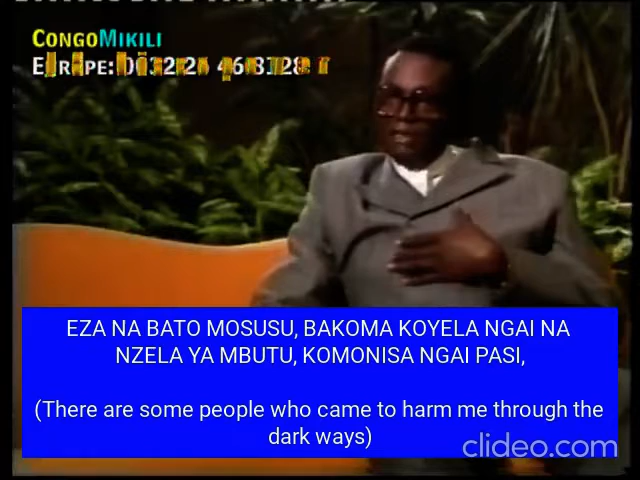 CONGOMIKILI
EZA NA BATO MOSUSU, BAKOMA KOYELA NGAI NA
NZELA YA MBUTU, KOMONISA NGAI PASI,
(There are some people who came to harm me through the
dark ways)
clideo.com